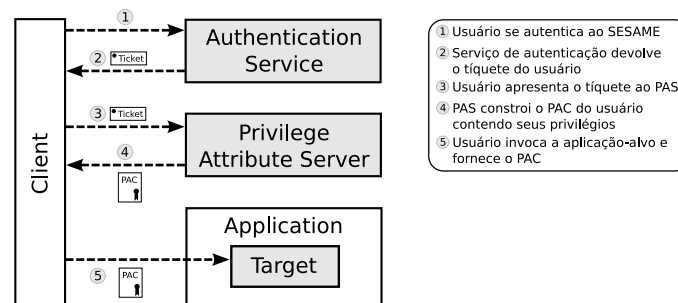 Client
1
Authentication
Service
2 Ticket
3 Ticket
Privilege
Attribute Server
4
PAC
Application
Target
5 PAC
1 Usuário se autentica ao SESAME
2 Serviço de autenticação devolve
o tíquete do usuário
3 Usuário apresenta o tíquete ao PAS
4 PAS constroi o PAC do usuário
contendo seus privilégios
5 Usuário invoca a aplicação-alvo e
fornece o PAC